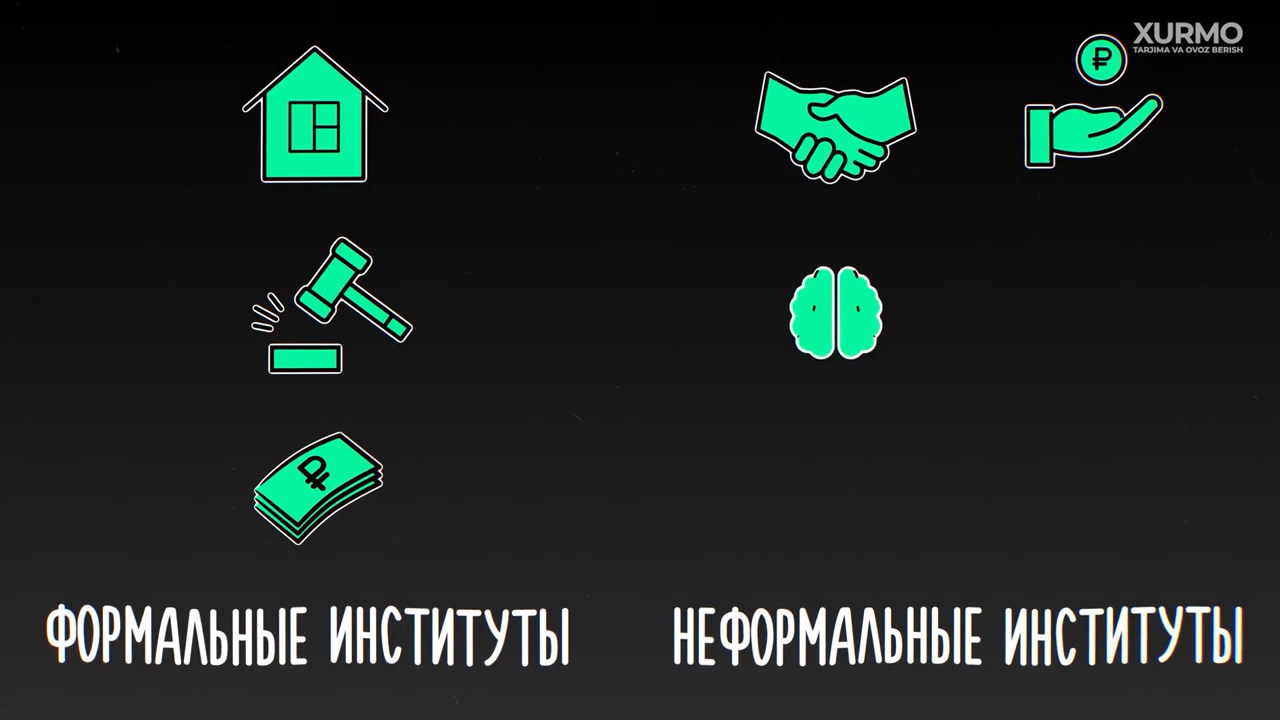 XURMO
TARJIMA VA OVOZ BERISH
₽
₽
ФОРМАЛЬНЫЕ ИНСТИТУТЫ
НЕФОРМАЛЬНЫЕ ИНСТИТУТЫ